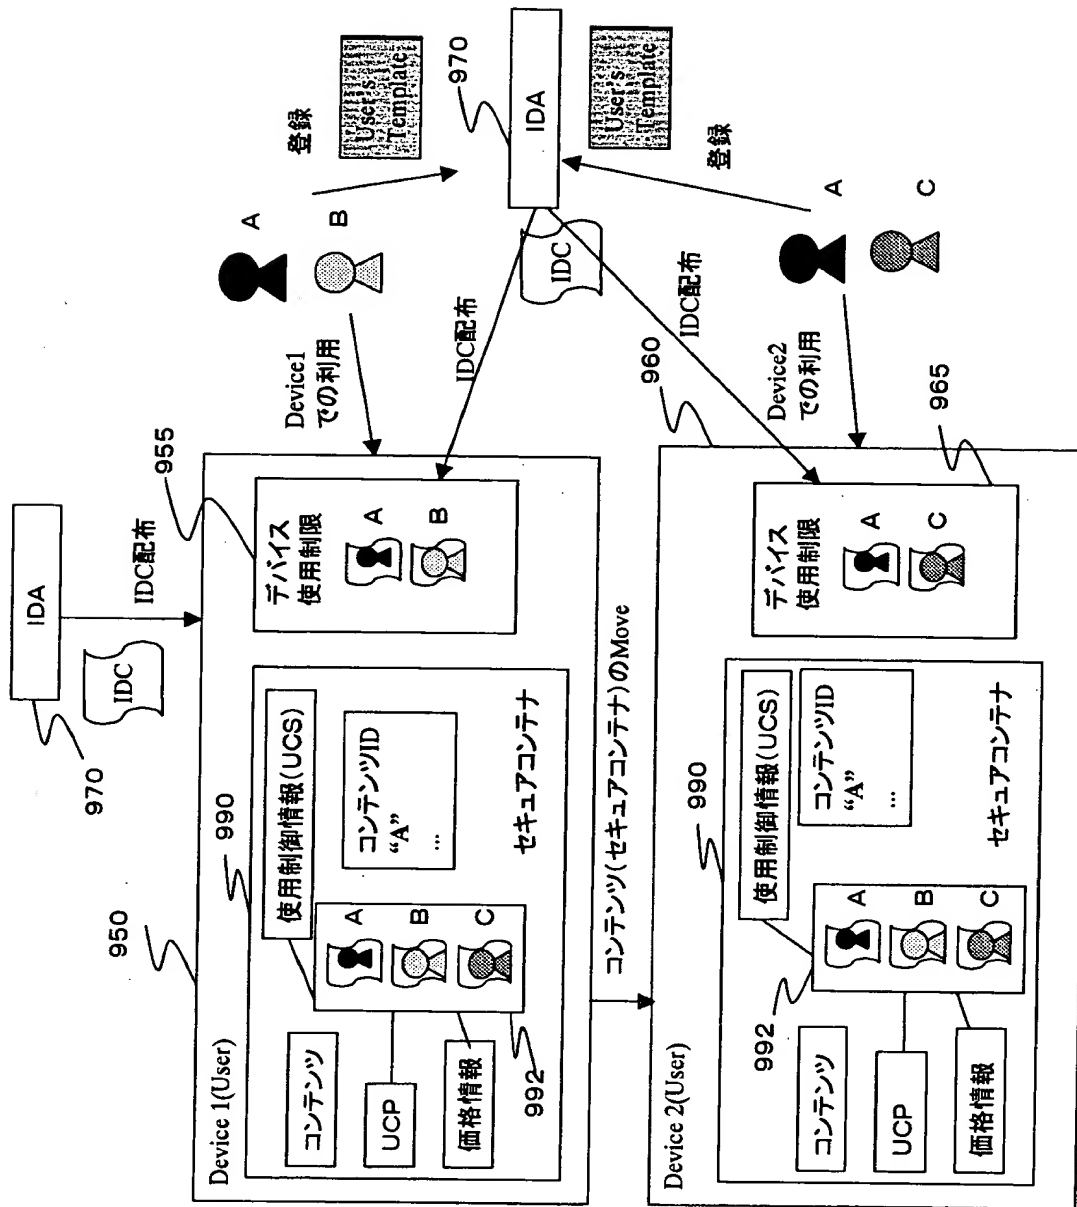 970
IDA
IDC
IDC配布
950
990
955
Device 1(User)
コンテンツ
UCP
価格情報
992
使用制御情報(UCS)
A
B
C
コンテンツID
“A”
...
セキュアコンテナ
デバイス
使用制限
A
B
Device1
での利用
A
B
登録
User's
Template
IDC配布
970
IDA
IDC
User's
Template
登録
IDC配布
960
コンテンツ(セキュアコンテナ)のMove
Device 2(User)
990
992
コンテンツ
UCP
価格情報
使用制御情報(UCS)
A
B
C
コンテンツID
“A”
...
セキュアコンテナ
デバイス
使用制限
A
C
965
Device2
での利用
A
C